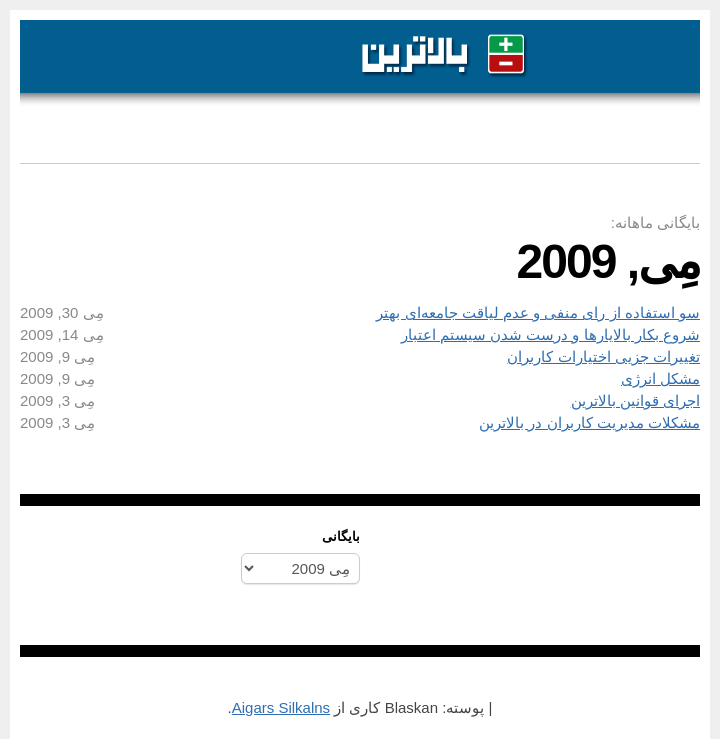 بالاترین
بایگانی ماهانه:
مِی, 2009
سو استفاده از رای منفی و عدم لیاقت جامعه‌ای بهتر مِی 30, 2009
شروع بکار بالایارها و درست شدن سیستم اعتبار مِی 14, 2009
تغییرات جزیی اختیارات کاربران مِی 9, 2009
مشکل انرژی مِی 9, 2009
اجرای قوانین بالاترین مِی 3, 2009
مشکلات مدیریت کاربران در بالاترین مِی 3, 2009
بایگانی
مِی 2009
| پوسته: Blaskan کاری از Aigars Silkalns.